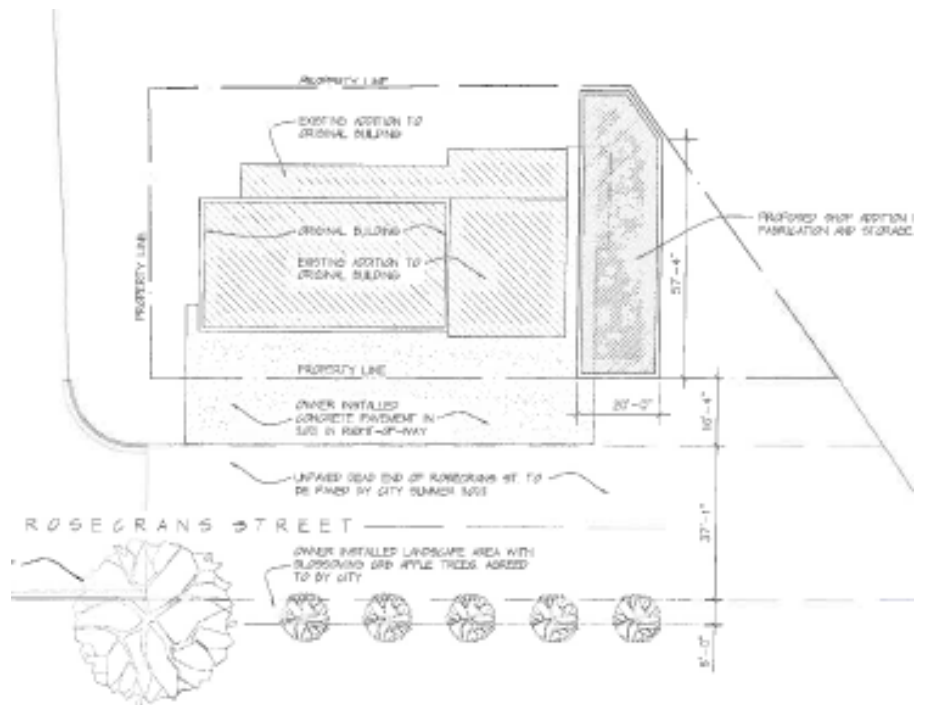 PROPERTY LINE
EXISTING ADDITION TO
ORIGINAL BUILDING
PROPERTY LINE
ORIGINAL BUILDING
EXISTING ADDITION TO
ORIGINAL BUILDING
PROPOSED SHOP ADDITION
FABRICATION AND STORAGE
57'-4"
PROPERTY LINE
20'-0"
16'-4"
OWNER INSTALLED
CONCRETE PAVEMENT IN
IN RIGHT-OF-WAY
UNPAVED DEAD END OF ROSECRANS ST. TO
BE PAVED BY CITY SUMMER
ROSECRANS STREET
37'-1"
OWNER INSTALLED LANDSCAPE AREA WITH
BLOSSOMING CRAB APPLE TREES. AGREED
TO BY CITY
5'-0"